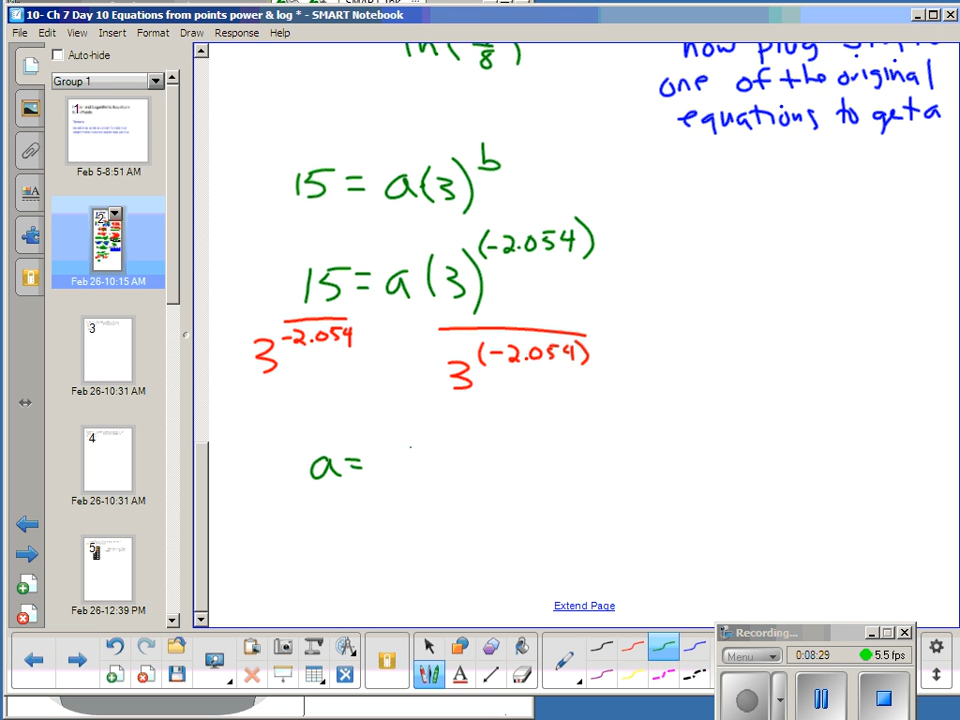 10- Ch 7 Day 10 Equations from points power & log * - SMART Notebook
File Edit View Insert Format Draw Response Help
Auto-hide
Group 1
1
Feb 5-8:51 AM
2
Feb 26-10:15 AM
3
Feb 26-10:31 AM
4
Feb 26-10:31 AM
5
Feb 26-12:39 PM
one of the original
equations to get a
15 = a(3)^b
15 = a(3)^(-2.054)
3^-2.054 3^(-2.054)
a=
Extend Page
Recording...
Menu 0:08:29 5.5 fps